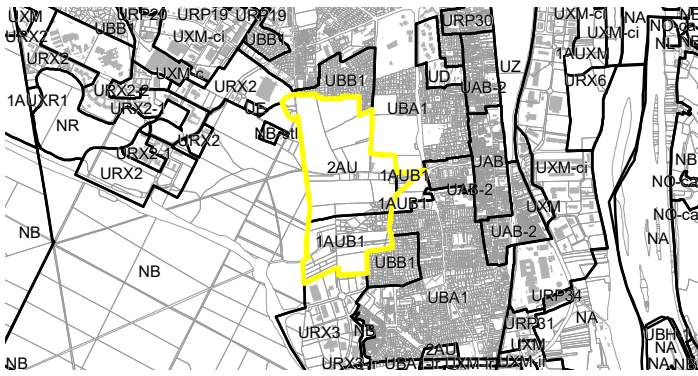 UXM
URP20
URP19
URP19
UBB
UXM-ci
UBB1
URX2
URX2
URX2
URX2-2
URX2-1
1AUXR1
NR
URX2
URX2
NB
NB
NB
UBB1
UBA1
2AU
1AUB1
1AUB1
1AUB1
UBB1
UBA1
URX3
NB
2AU
URP30
UD
UAB-2
UZ
UAB
UAB-2
UAB-2
UXM-ci
NA
UXM-ci
1AUXM
URX6
UXM-ci
UXM
URP34
URP31
UXM
NA
NA
NB
NA
NA